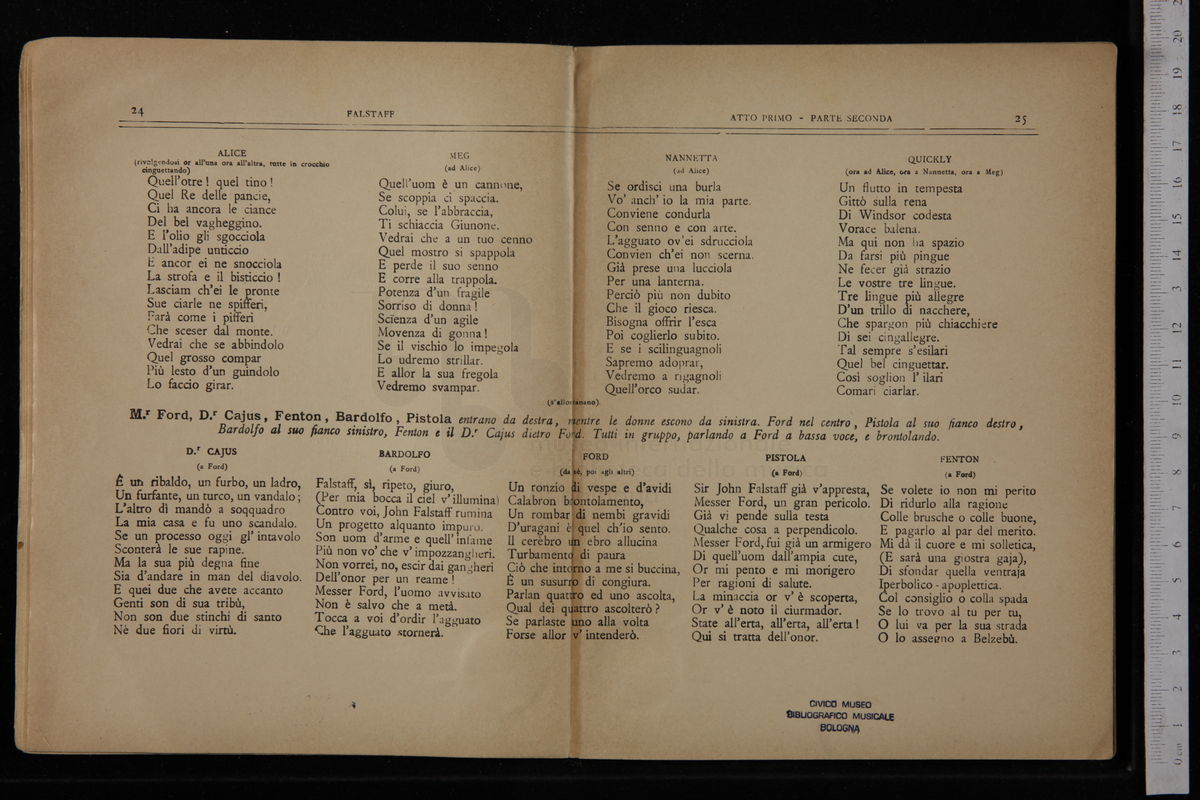 24
FALSTAFF
ALICE
(rivolgendosi or all'una ora all'altra, tutte in crocchio
cinguettando)
Quell'otre! quel tino!
Quel Re delle pancie,
Ci ha ancora le ciance
Del bel vagheggino.
E l'olio gli sgocciola
Dall'adipe unticcio
E ancor ei ne snocciola
La strofa e il bisticcio!
Lasciam ch'ei le pronte
Sue ciarle ne spifferi,
Farà come i pifferi
Che sceser dal monte.
Vedrai che se abbindolo
Quel grosso compar
Più lesto d'un guindolo
Lo faccio girar.
MEG
(ad Alice)
Quell'uom è un cannone,
Se scoppia ci spaccia.
Colui, se l'abbraccia,
Ti schiaccia Giunone.
Vedrai che a un tuo cenno
Quel mostro si spappola
E perde il suo senno
E corre alla trappola.
Potenza d'un fragile
Sorriso di donna!
Scienza d'un agile
Movenza di gonna!
Se il vischio lo impegola
Lo udremo strillar.
E allor la sua fregola
Vedremo svampar.
ATTO PRIMO - PARTE SECONDA
25
NANNETTA
(ad Alice)
Se ordisci una burla
Vo' anch' io la mia parte.
Conviene condurla
Con senno e con arte.
L'agguato ov'ei sdrucciola
Convien ch'ei non scerna.
Già prese una lucciola
Per una lanterna.
Perciò più non dubito
Che il gioco riesca.
Bisogna offrir l'esca
Poi coglierlo subito.
E se i scilinguagnoli
Sapremo adoprar,
Vedremo a rigagnoli
Quell'orco sudar.
QUICKLY
(ora ad Alice, ora a Nannetta, ora a Meg)
Un flutto in tempesta
Gittò sulla rena
Di Windsor codesta
Vorace balena.
Ma qui non ha spazio
Da farsi più pingue
Ne fecer già strazio
Le vostre tre lingue.
Tre lingue più allegre
D'un trillo di nacchere,
Che spargon più chiacchiere
Di sei cingallegre.
Tal sempre s'esilari
Quel bel cinguettar.
Così soglion l' ilari
Comari ciarlar.
(s'allontanano).
M.r Ford, D.r Cajus, Fenton, Bardolfo, Pistola entrano da destra, mentre le donne escono da sinistra. Ford nel centro, Pistola al suo fianco destro,
Bardolfo al suo fianco sinistro, Fenton e il D.r Cajus dietro Ford. Tutti in gruppo, parlando a Ford a bassa voce, e brontolando.
D.r CAJUS
(a Ford)
È un ribaldo, un furbo, un ladro,
Un furfante, un turco, un vandalo;
L'altro dì mandò a soqquadro
La mia casa e fu uno scandalo.
Se un processo oggi gl' intavolo
Sconterà le sue rapine.
Ma la sua più degna fine
Sia d'andare in man del diavolo.
E quei due che avete accanto
Genti son di sua tribù,
Non son due stinchi di santo
Nè due fiori di virtù.
BARDOLFO
(a Ford)
Falstaff, sì, ripeto, giuro,
(Per mia bocca il ciel v' illumina)
Contro voi, John Falstaff rumina
Un progetto alquanto impuro.
Son uom d'arme e quell' infame
Più non vo' che v' impozzangheri.
Non vorrei, no, escir dai gangheri
Dell'onor per un reame!
Messer Ford, l'uomo avvisato
Non è salvo che a metà.
Tocca a voi d'ordir l'agguato
Che l'agguato stornerà.
FORD
(da sè, poi agli altri)
Un ronzio di vespe e d'avidi
Calabron brontolamento,
Un rombar di nembi gravidi
D'uragani è quel ch'io sento.
Il cerèbro un ebro allucina
Turbamento di paura
Ciò che intorno a me si buccina,
È un susurro di congiura.
Parlan quattro ed uno ascolta,
Qual dei quattro ascolterò?
Se parlaste uno alla volta
Forse allor v' intenderò.
PISTOLA
(a Ford)
Sir John Falstaff già v'appresta,
Messer Ford, un gran pericolo.
Già vi pende sulla testa
Qualche cosa a perpendicolo.
Messer Ford, fui già un armigero
Di quell'uom dall'ampia cute,
Or mi pento e mi morigero
Per ragioni di salute.
La minaccia or v' è scoperta,
Or v' è noto il ciurmador.
State all'erta, all'erta, all'erta!
Qui si tratta dell'onor.
FENTON
(a Ford)
Se volete io non mi perito
Di ridurlo alla ragione
Colle brusche o colle buone,
E pagarlo al par del merito.
Mi dà il cuore e mi solletica,
(E sarà una giostra gaja),
Di sfondar quella ventraja
Iperbolico - apoplettica.
Col consiglio o colla spada
Se lo trovo al tu per tu,
O lui va per la sua strada
O lo assegno a Belzebù.
CIVICO MUSEO
BIBLIOGRAFICO MUSICALE
BOLOGNA